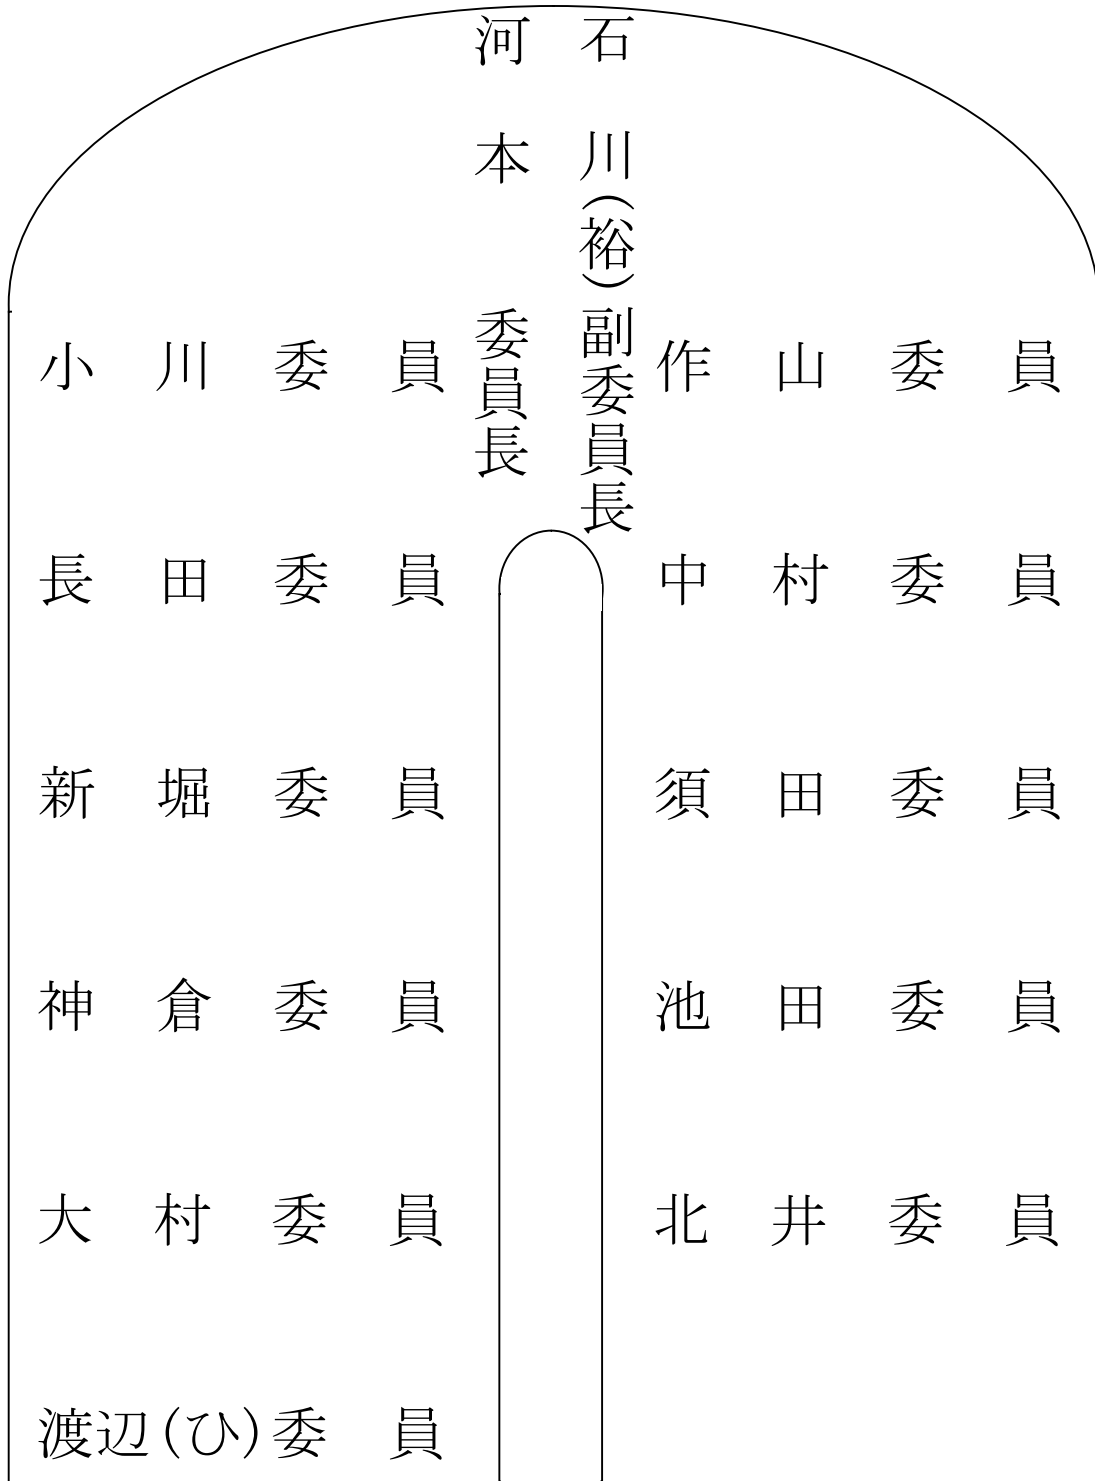 石川(裕)副委員長
河本委員長
小川委員
作山委員
長田委員
中村委員
新堀委員
須田委員
神倉委員
池田委員
大村委員
北井委員
渡辺(ひ)委員